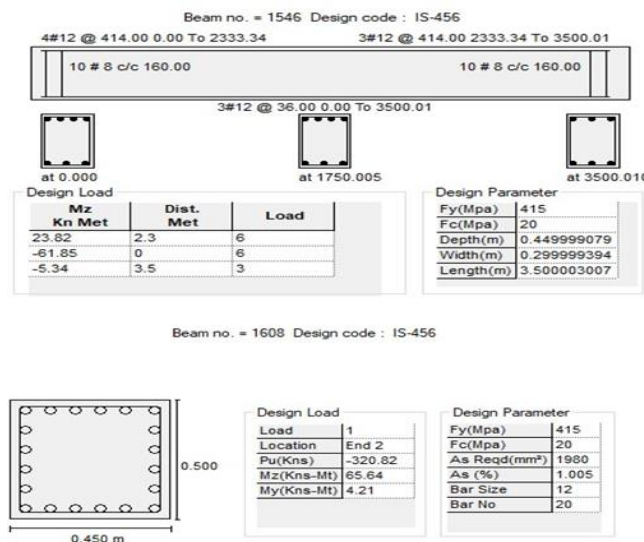 Beam no. = 1546 Design code : IS-456
4#12 @ 414.00 0.00 To 2333.34 3#12 @ 414.00 2333.34 To 3500.01
10 # 8 c/c 160.00 10 # 8 c/c 160.00
3#12 @ 36.00 0.00 To 3500.01
at 0.000 at 1750.005 at 3500.010
Design Load Design Parameter
Mz Kn Met Dist. Met Load
23.82 2.3 6
-61.85 0 6
-5.34 3.5 3
Fy(Mpa) 415
Fc(Mpa) 20
Depth(m) 0.449999079
Width(m) 0.299999394
Length(m) 3.500003007
Beam no. = 1608 Design code : IS-456
0.500
0.450 m
Design Load
Load 1
Location End 2
Pu(Kns) -320.82
Mz(Kns-Mt) 65.64
My(Kns-Mt) 4.21
Design Parameter
Fy(Mpa) 415
Fc(Mpa) 20
As Reqd(mm²) 1980
As (%) 1.005
Bar Size 12
Bar No 20